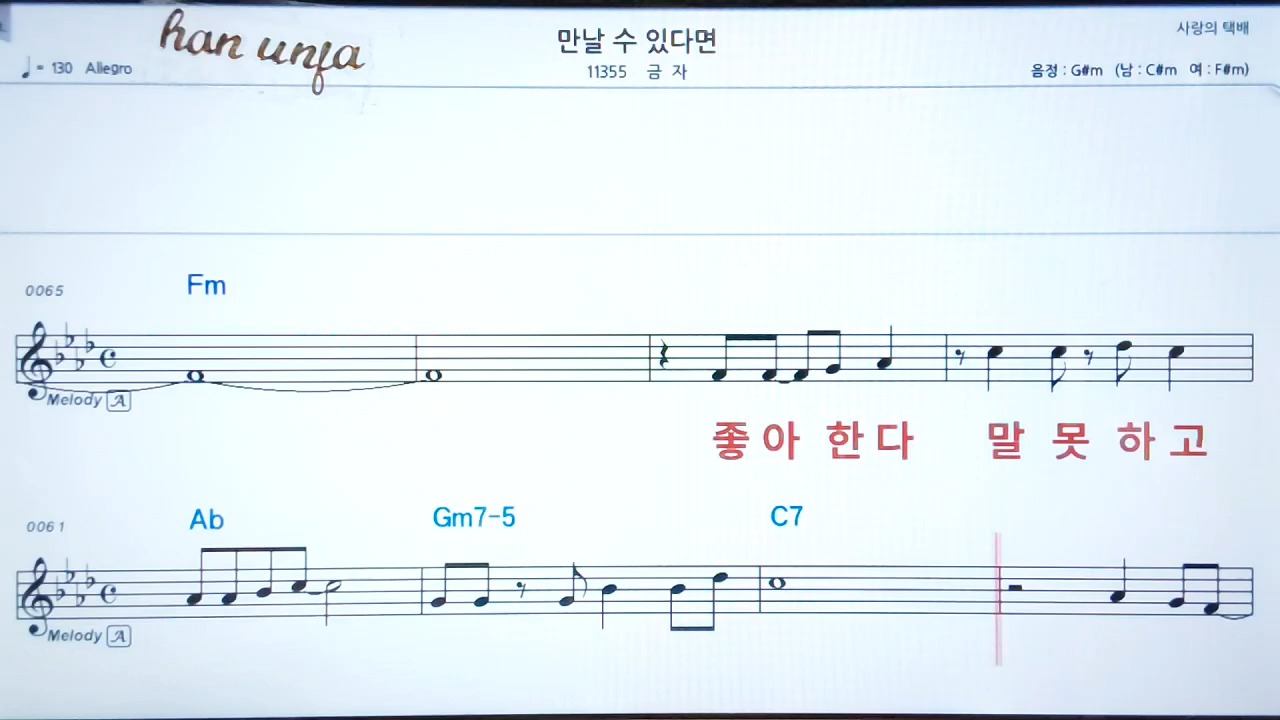 han unfa
만날 수 있다면
사랑의 택배
♩= 130 Allegro
11355 금 자
음정 : G#m (남 : C#m 여 : F#m)
0065
Fm
Melody A
좋아 한다 말 못 하고
0061
Ab Gm7-5 C7
Melody A